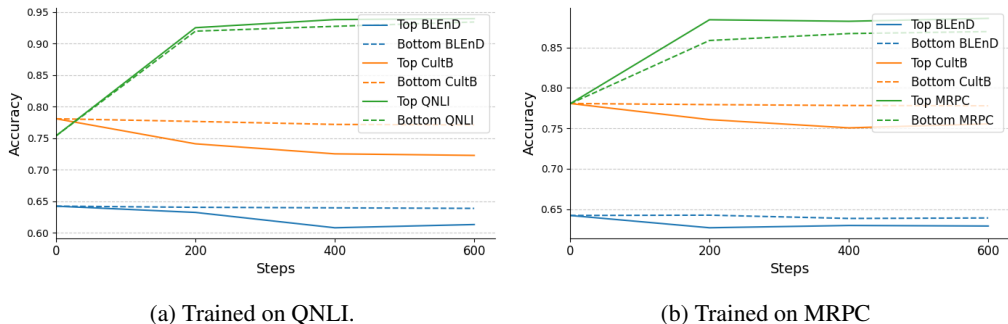 0.95
0.90
0.85
0.80
0.75
0.70
0.65
0.60
Accuracy
0
200
400
600
Steps
Top BLEnD
Bottom BLEnD
Top CultB
Bottom CultB
Top QNLI
Bottom QNLI
(a) Trained on QNLI.
0.85
0.80
0.75
0.70
0.65
Accuracy
0
100
200
300
400
500
600
Steps
Top BLEnD
Bottom BLEnD
Top CultB
Bottom CultB
Top MRPC
Bottom MRPC
(b) Trained on MRPC